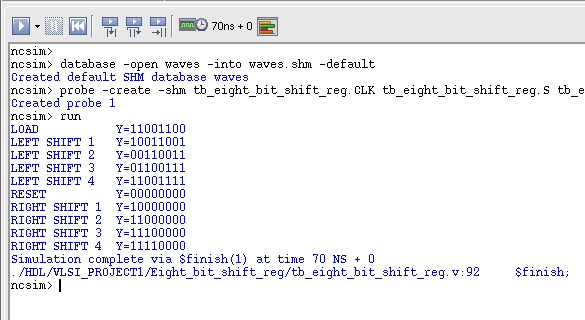 70ns + 0
ncsim>
ncsim> database -open waves.shm -into waves.shm -default
Created default SHM database waves
ncsim> probe -create -shm tb_eight_bit_shift_reg.CLK tb_eight_bit_shift_reg.S tb_e
Created probe 1
ncsim> run
LOAD Y=11001100
LEFT SHIFT 1 Y=10011001
LEFT SHIFT 2 Y=00110011
LEFT SHIFT 3 Y=01100111
LEFT SHIFT 4 Y=11001111
RESET Y=00000000
RIGHT SHIFT 1 Y=10000000
RIGHT SHIFT 2 Y=11000000
RIGHT SHIFT 3 Y=11100000
RIGHT SHIFT 4 Y=11110000
Simulation complete via $finish(1) at time 70 NS + 0
./HDL/VLSI_PROJECT1/Eight_bit_shift_reg/tb_eight_bit_shift_reg.v:92 $finish;
ncsim>